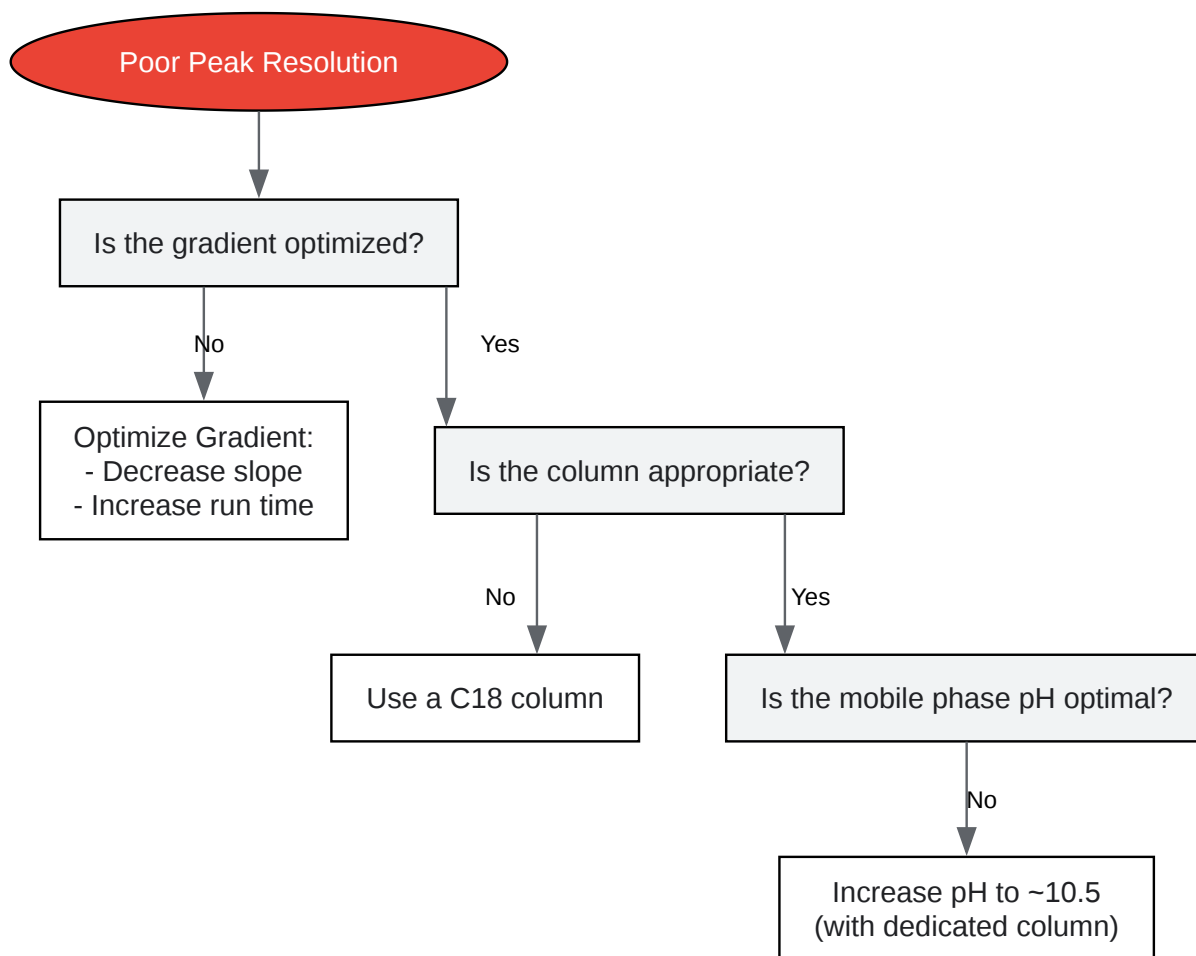 Poor Peak Resolution
Is the gradient optimized?
No
Yes
Optimize Gradient:
- Decrease slope
- Increase run time
Is the column appropriate?
No
Yes
Use a C18 column
Is the mobile phase pH optimal?
No
Increase pH to ~10.5
(with dedicated column)